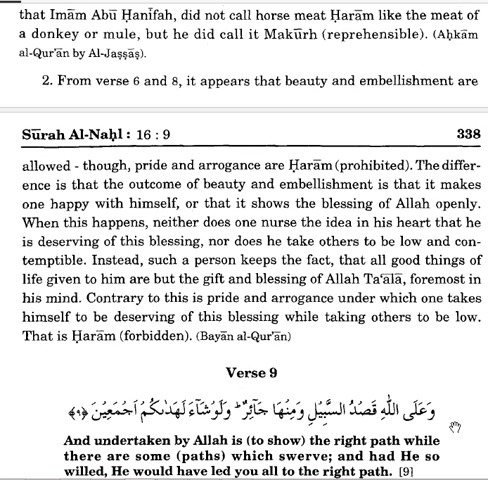 that Imām Abū Ḥanīfah, did not call horse meat Ḥarām like the meat of
a donkey or mule, but he did call it Makūrh (reprehensible). (Aḥkām
al-Qur'ān by Al-Jaṣṣāṣ).
2. From verse 6 and 8, it appears that beauty and embellishment are
Sūrah Al-Naḥl : 16 : 9 338
allowed - though, pride and arrogance are Ḥarām (prohibited). The differ-
ence is that the outcome of beauty and embellishment is that it makes
one happy with himself, or that it shows the blessing of Allah openly.
When this happens, neither does one nurse the idea in his heart that he
is deserving of this blessing, nor does he take others to be low and con-
temptible. Instead, such a person keeps the fact, that all good things of
life given to him are but the gift and blessing of Allah Ta‘alā, foremost in
his mind. Contrary to this is pride and arrogance under which one takes
himself to be deserving of this blessing while taking others to be low.
That is Ḥarām (forbidden). (Bayān al-Qur'ān)
Verse 9
وَعَلَى اللّٰهِ قَصْدُ السَّبِيْلِ وَمِنْهَا جَآئِرٌ ۭ وَلَوْشَآءَ لَهَدٰىكُمْ اَجْمَعِيْنَ ﴿٩﴾
And undertaken by Allah is (to show) the right path while
there are some (paths) which swerve; and had He so
willed, He would have led you all to the right path. [9]